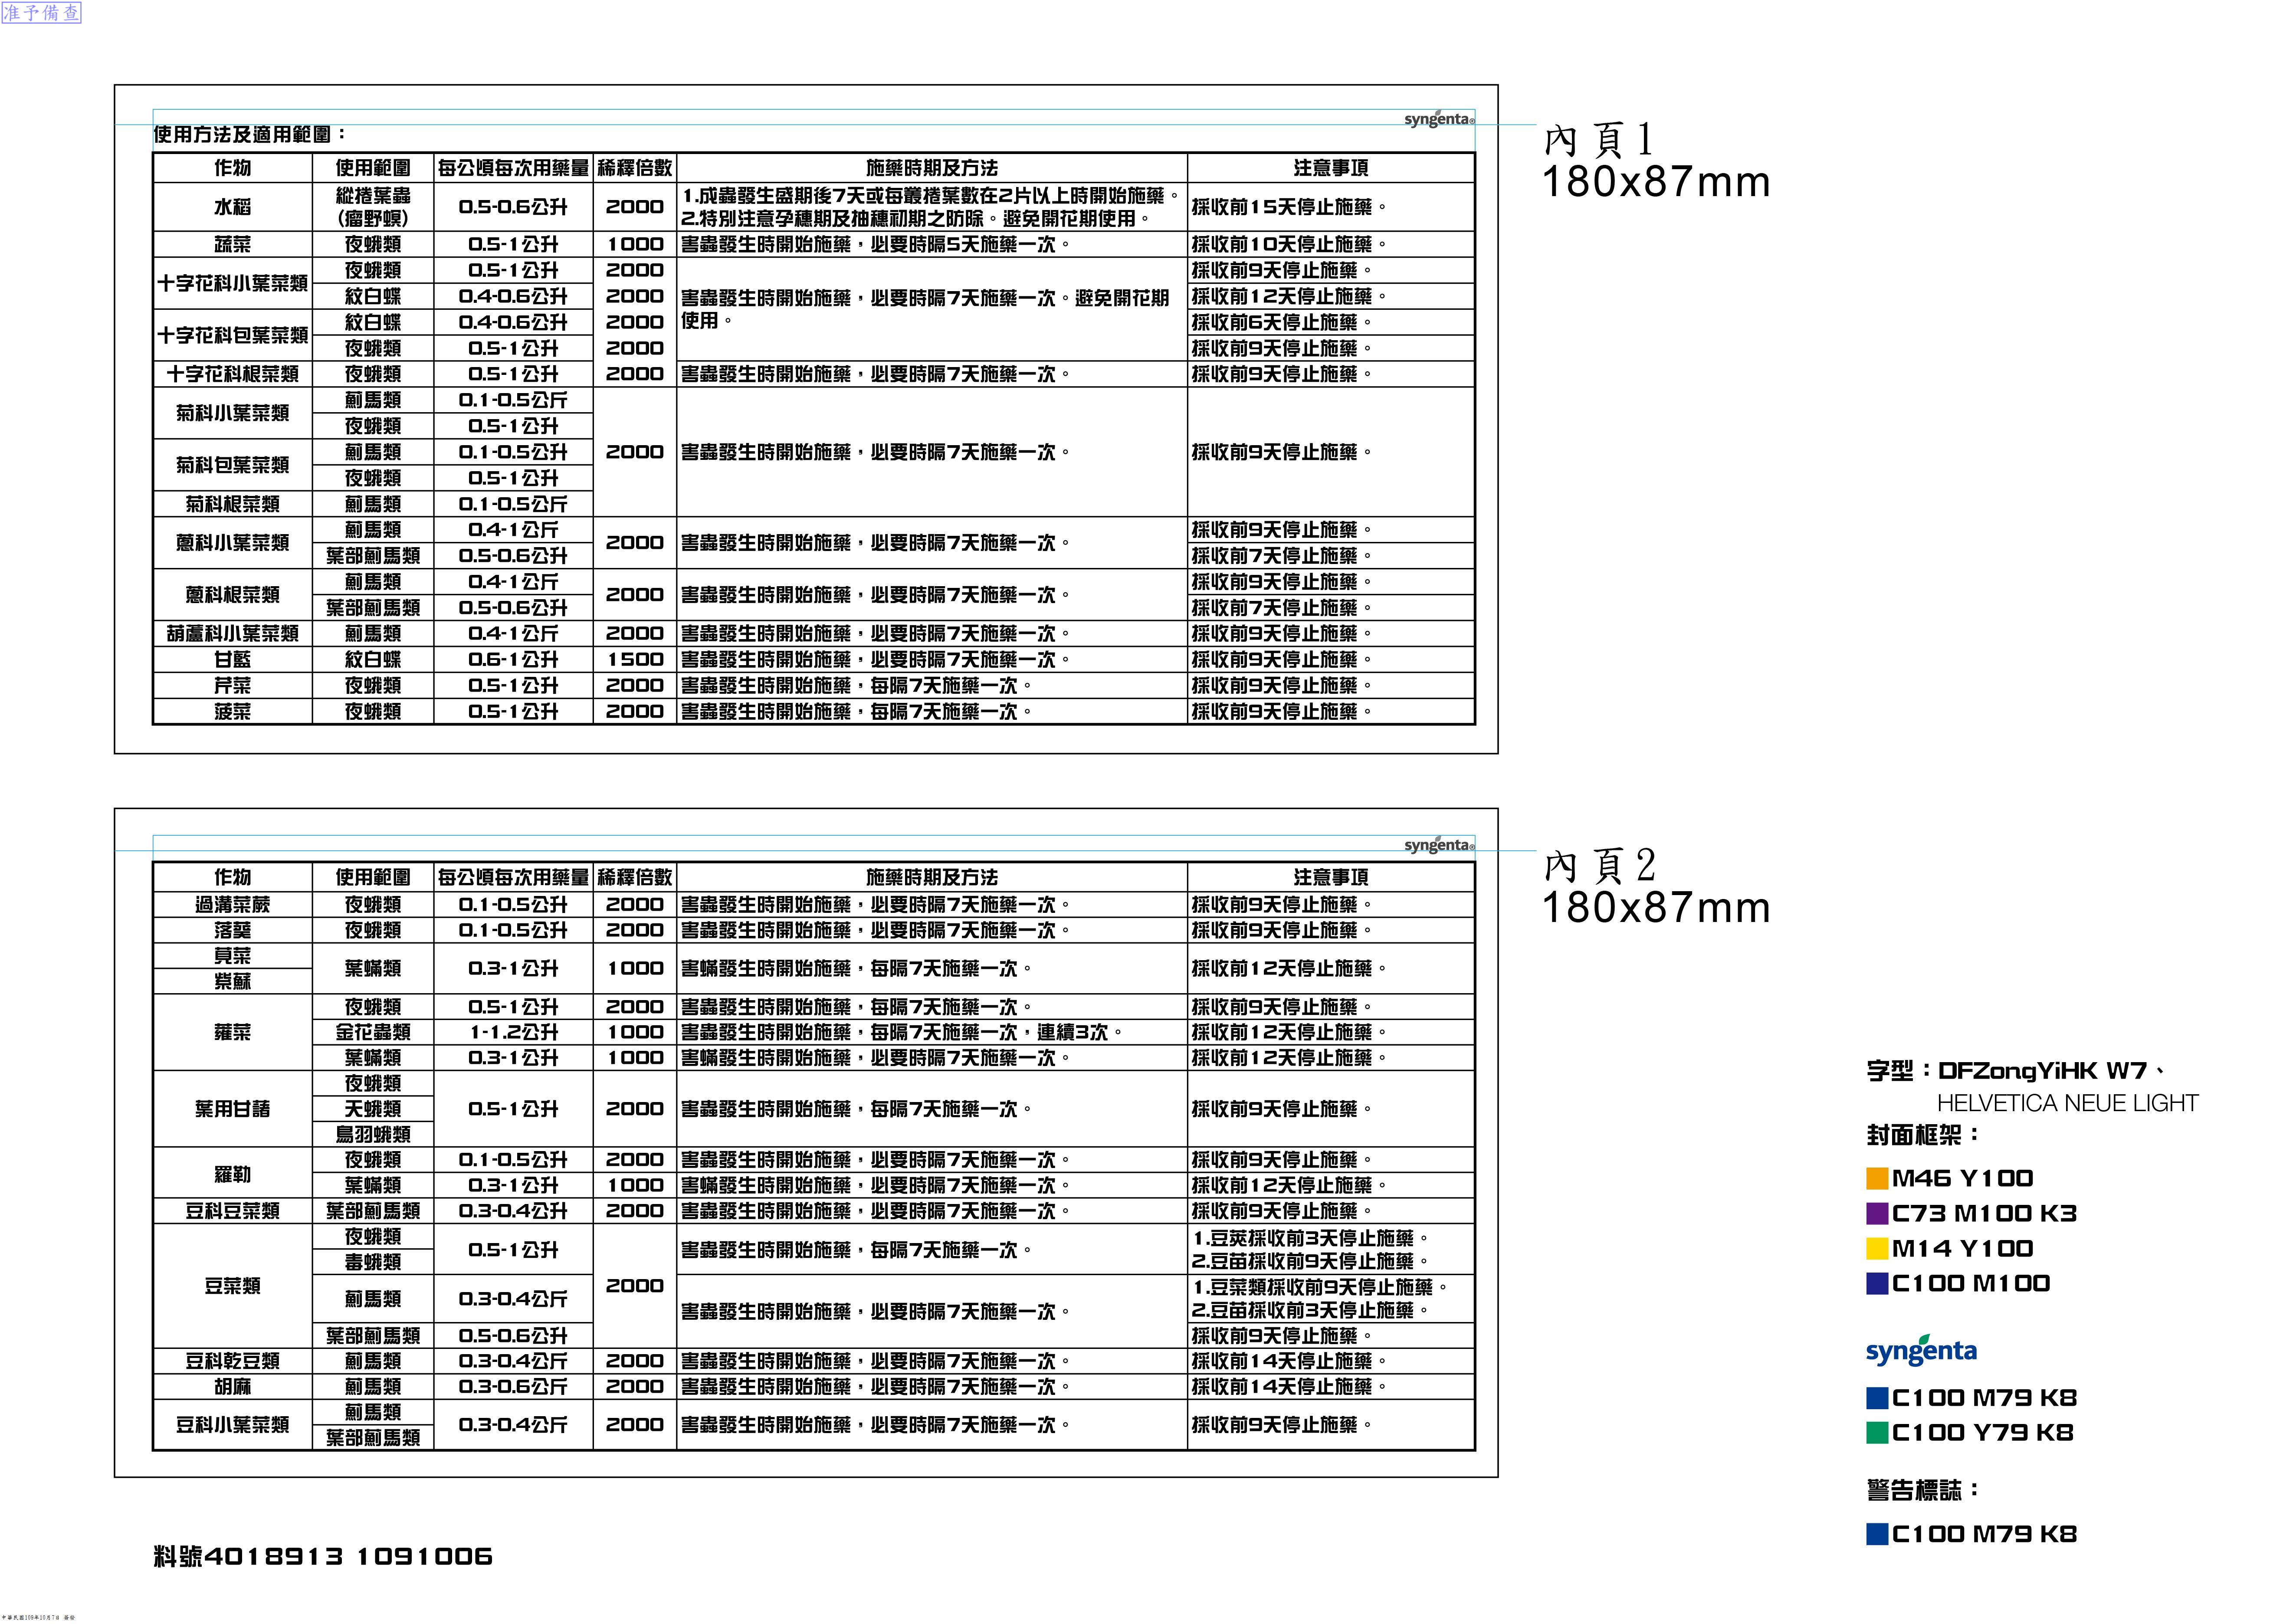 准予備查
syngenta®
使用方法及適用範圍：
作物 使用範圍 每公頃每次用藥量 稀釋倍數 施藥時期及方法 注意事項
水稻 縱捲葉蟲 (瘤野螟) 0.5-0.6公升 2000 1.成蟲發生盛期後7天或每叢捲葉數在2片以上時開始施藥。 採收前15天停止施藥。
2.特別注意孕穗期及抽穗初期之防除。避免開花期使用。
蔬菜 夜蛾類 0.5-1公升 1000 害蟲發生時開始施藥，必要時隔5天施藥一次。 採收前10天停止施藥。
十字花科小葉菜類 夜蛾類 0.5-1公升 2000 害蟲發生時開始施藥，必要時隔7天施藥一次。避免開花期 採收前9天停止施藥。
使用。
紋白蝶 0.4-0.6公升 2000 採收前12天停止施藥。
十字花科包葉菜類 紋白蝶 0.4-0.6公升 2000 採收前6天停止施藥。
夜蛾類 0.5-1公升 2000 採收前9天停止施藥。
十字花科根菜類 夜蛾類 0.5-1公升 2000 害蟲發生時開始施藥，必要時隔7天施藥一次。 採收前9天停止施藥。
菊科小葉菜類 薊馬類 0.1-0.5公斤 2000 害蟲發生時開始施藥，必要時隔7天施藥一次。 採收前9天停止施藥。
夜蛾類 0.5-1公升
菊科包葉菜類 薊馬類 0.1-0.5公升
夜蛾類 0.5-1公升
菊科根菜類 薊馬類 0.1-0.5公斤
蔥科小葉菜類 薊馬類 0.4-1公斤 2000 害蟲發生時開始施藥，必要時隔7天施藥一次。 採收前9天停止施藥。
葉部薊馬類 0.5-0.6公升 採收前7天停止施藥。
蔥科根菜類 薊馬類 0.4-1公斤 2000 害蟲發生時開始施藥，必要時隔7天施藥一次。 採收前9天停止施藥。
葉部薊馬類 0.5-0.6公升 採收前7天停止施藥。
葫蘆科小葉菜類 薊馬類 0.4-1公斤 2000 害蟲發生時開始施藥，必要時隔7天施藥一次。 採收前9天停止施藥。
甘藍 紋白蝶 0.6-1公升 1500 害蟲發生時開始施藥，必要時隔7天施藥一次。 採收前9天停止施藥。
芹菜 夜蛾類 0.5-1公升 2000 害蟲發生時開始施藥，每隔7天施藥一次。 採收前9天停止施藥。
菠菜 夜蛾類 0.5-1公升 2000 害蟲發生時開始施藥，每隔7天施藥一次。 採收前9天停止施藥。
內頁1
180x87mm
syngenta®
作物 使用範圍 每公頃每次用藥量 稀釋倍數 施藥時期及方法 注意事項
過溝菜蕨 夜蛾類 0.1-0.5公升 2000 害蟲發生時開始施藥，必要時隔7天施藥一次。 採收前9天停止施藥。
落葵 夜蛾類 0.1-0.5公升 2000 害蟲發生時開始施藥，必要時隔7天施藥一次。 採收前9天停止施藥。
莧菜 葉蟎類 0.3-1公升 1000 害蟎發生時開始施藥，每隔7天施藥一次。 採收前12天停止施藥。
紫蘇
蕹菜 夜蛾類 0.5-1公升 2000 害蟲發生時開始施藥，每隔7天施藥一次。 採收前9天停止施藥。
金花蟲類 1-1.2公升 1000 害蟲發生時開始施藥，每隔7天施藥一次，連續3次。 採收前12天停止施藥。
葉蟎類 0.3-1公升 1000 害蟎發生時開始施藥，必要時隔7天施藥一次。 採收前12天停止施藥。
葉用甘藷 夜蛾類 0.5-1公升 2000 害蟲發生時開始施藥，每隔7天施藥一次。 採收前9天停止施藥。
天蛾類
鳥羽蛾類
羅勒 夜蛾類 0.1-0.5公升 2000 害蟲發生時開始施藥，必要時隔7天施藥一次。 採收前9天停止施藥。
葉蟎類 0.3-1公升 1000 害蟎發生時開始施藥，必要時隔7天施藥一次。 採收前12天停止施藥。
豆科豆菜類 葉部薊馬類 0.3-0.4公升 2000 害蟲發生時開始施藥，必要時隔7天施藥一次。 採收前9天停止施藥。
豆菜類 夜蛾類 0.5-1公升 2000 害蟲發生時開始施藥，每隔7天施藥一次。 1.豆莢採收前3天停止施藥。
毒蛾類 2.豆苗採收前9天停止施藥。
薊馬類 0.3-0.4公斤 害蟲發生時開始施藥，必要時隔7天施藥一次。 1.豆菜類採收前9天停止施藥。
2.豆苗採收前3天停止施藥。
葉部薊馬類 0.5-0.6公升 採收前9天停止施藥。
豆科乾豆類 薊馬類 0.3-0.4公斤 2000 害蟲發生時開始施藥，必要時隔7天施藥一次。 採收前14天停止施藥。
胡麻 薊馬類 0.3-0.6公斤 2000 害蟲發生時開始施藥，必要時隔7天施藥一次。 採收前14天停止施藥。
豆科小葉菜類 薊馬類 0.3-0.4公斤 2000 害蟲發生時開始施藥，必要時隔7天施藥一次。 採收前9天停止施藥。
葉部薊馬類
內頁2
180x87mm
字型：DFZongYiHK W7、
HELVETICA NEUE LIGHT
封面框架：
M46 Y100
C73 M100 K3
M14 Y100
C100 M100
syngenta
C100 M79 K8
C100 Y79 K8
警告標誌：
C100 M79 K8
料號4018913 1091006
中華民國109年10月7日